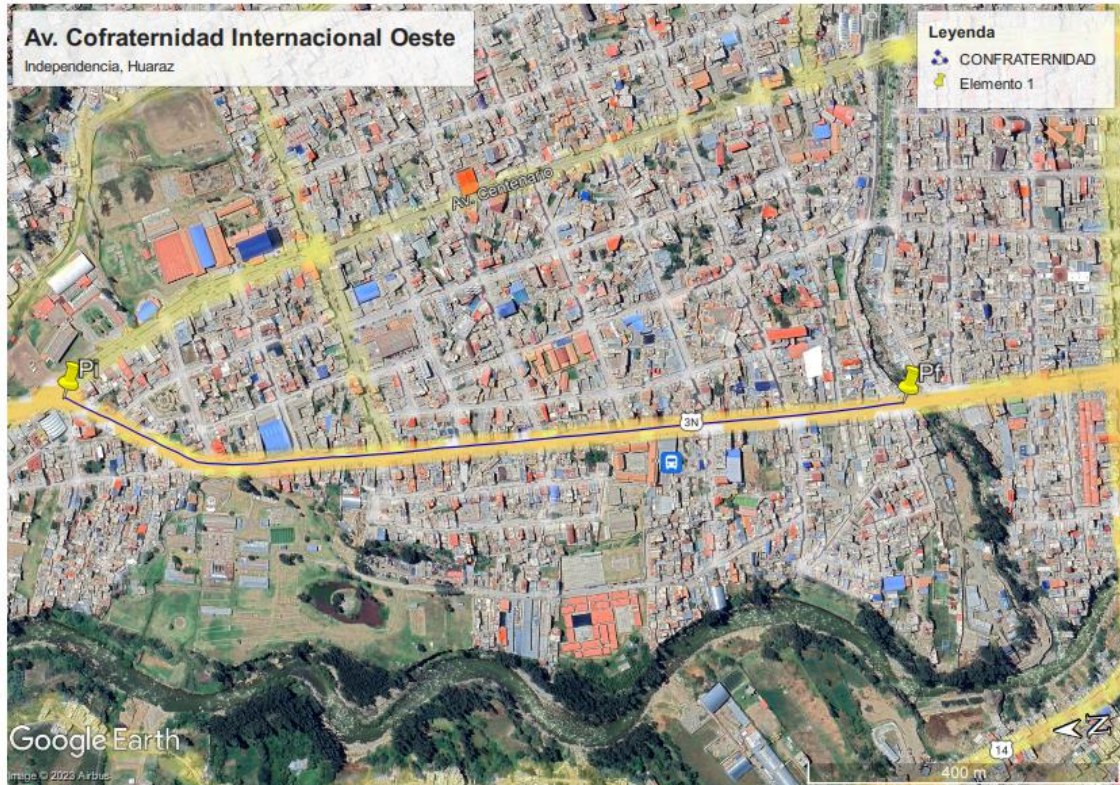 Av. Cofraternidad Internacional Oeste
Independencia, Huaraz
Leyenda
CONFRATERNIDAD
Elemento 1
Av. Centenario
Pi
Pf
3N
Google Earth
Image © 2023 Airbus
14
N
400 m